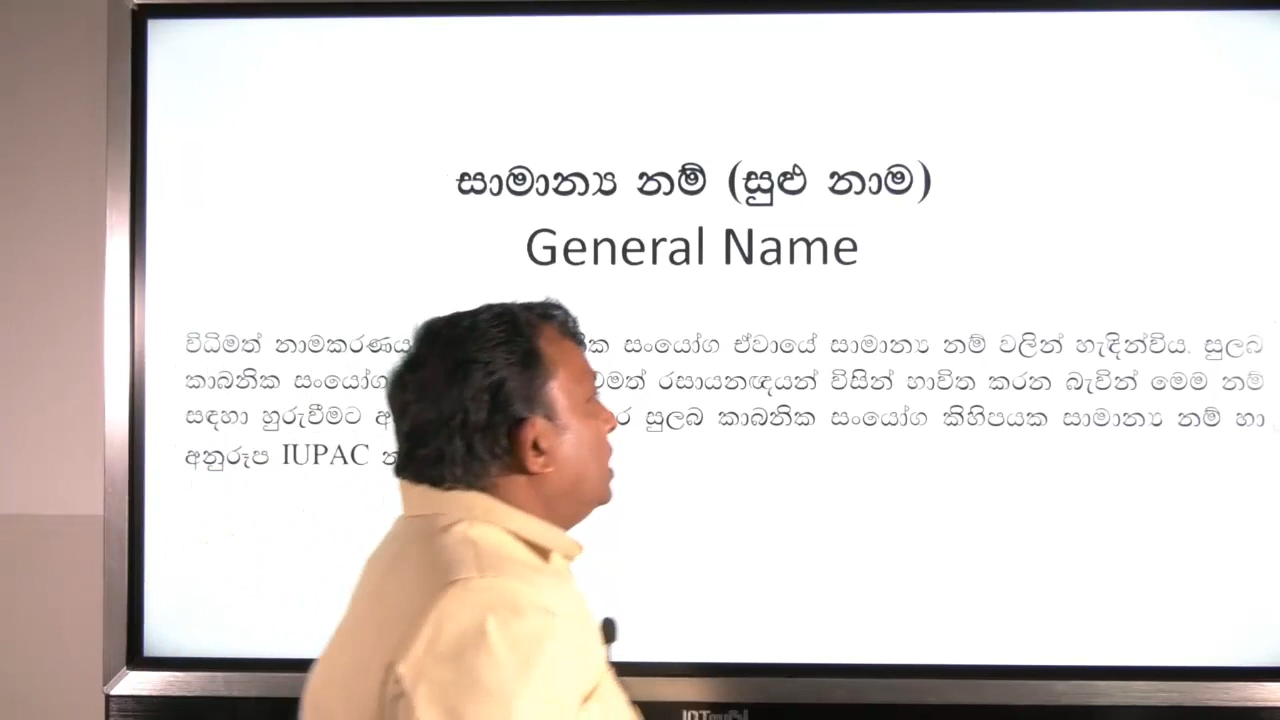 සාමාන්‍ය නම් (සුළු නාම)
General Name
විධිමත් නාමකරණය සංයෝග ඒවායේ සාමාන්‍ය නම් වලින් හැඳින්විය. සුලබ
කාබනික සංයෝග රසායනඥයන් විසින් භාවිත කරන බැවින් මෙම නම්
සඳහා හුරුවීමට සුලබ කාබනික සංයෝග කිහිපයක සාමාන්‍ය නම් හා
අනුරූප IUPAC